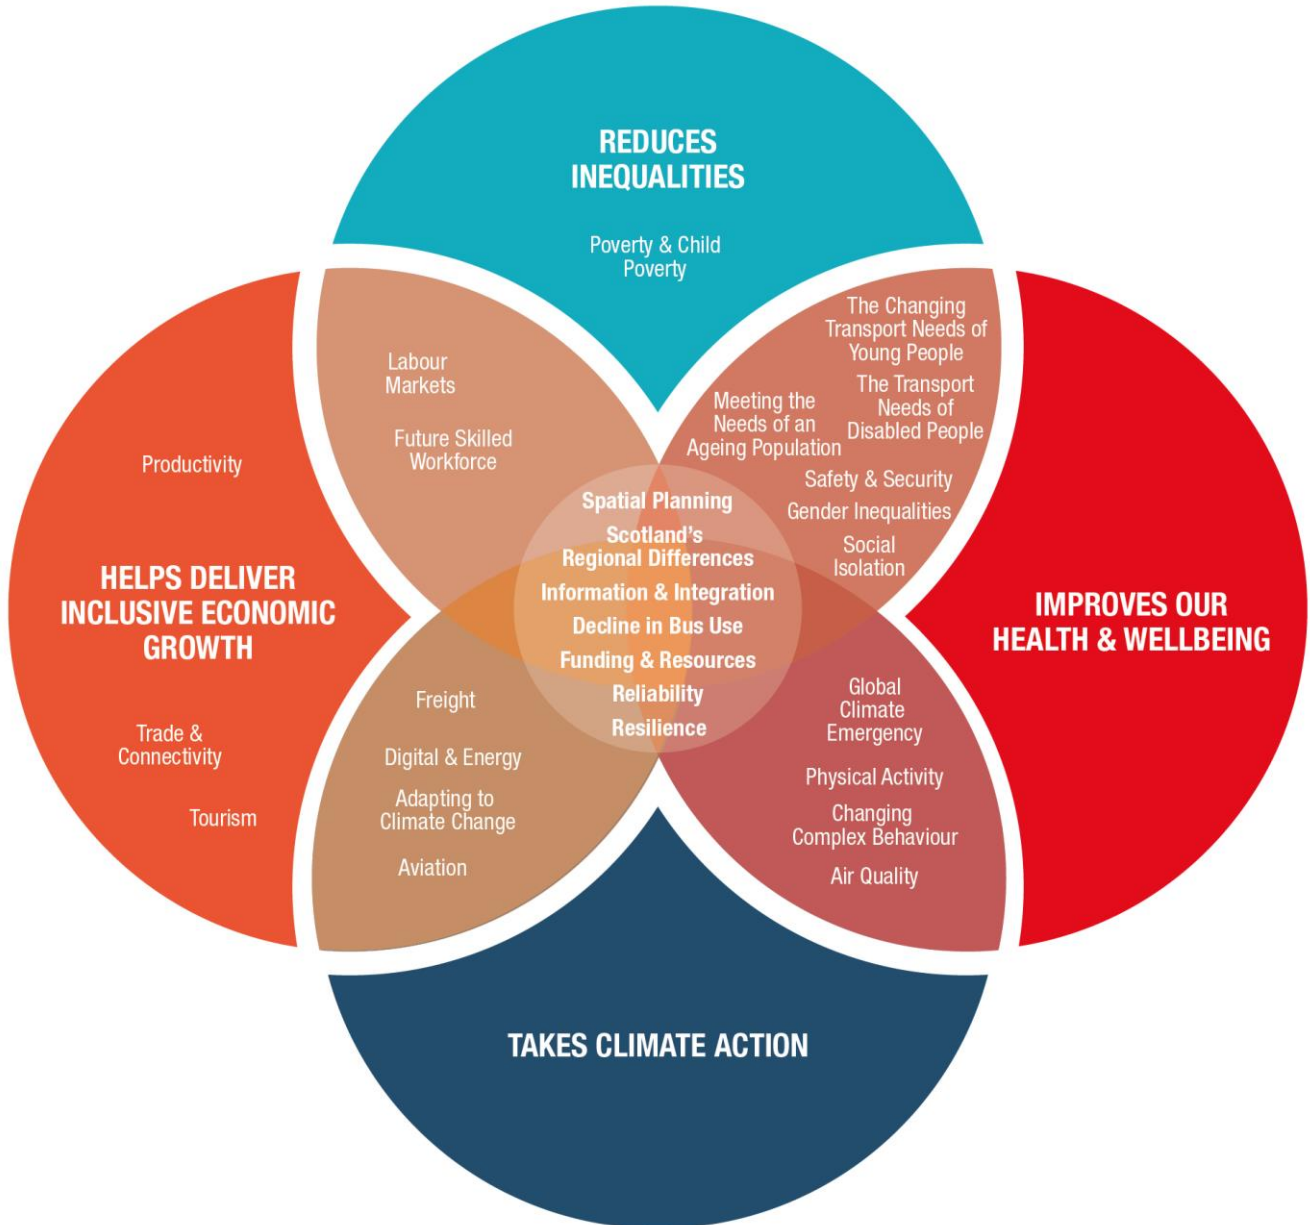 REDUCES
INEQUALITIES
Poverty & Child
Poverty
Labour
Markets
Future Skilled
Workforce
The Changing
Transport Needs of
Young People
The Transport
Needs of
Disabled People
Meeting the
Needs of an
Ageing Population
Safety & Security
Gender Inequalities
Social
Isolation
Productivity
HELPS DELIVER
INCLUSIVE ECONOMIC
GROWTH
Trade &
Connectivity
Tourism
Spatial Planning
Scotland's
Regional Differences
Information & Integration
Decline in Bus Use
Funding & Resources
Reliability
Resilience
IMPROVES OUR
HEALTH & WELLBEING
Freight
Digital & Energy
Adapting to
Climate Change
Aviation
Global
Climate
Emergency
Physical Activity
Changing
Complex Behaviour
Air Quality
TAKES CLIMATE ACTION